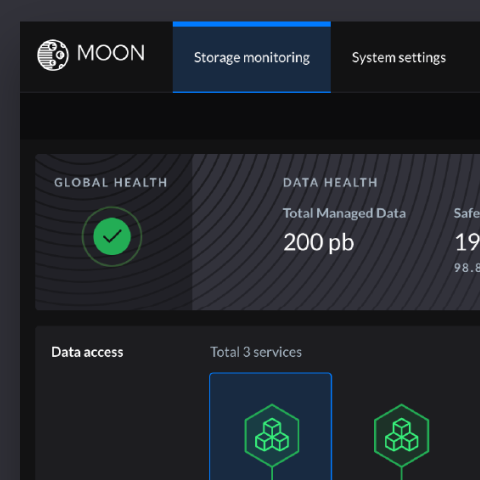 MOON
Storage monitoring
System settings
GLOBAL HEALTH
DATA HEALTH
Total Managed Data
Safe
200 pb
19
98.8
Data access
Total 3 services